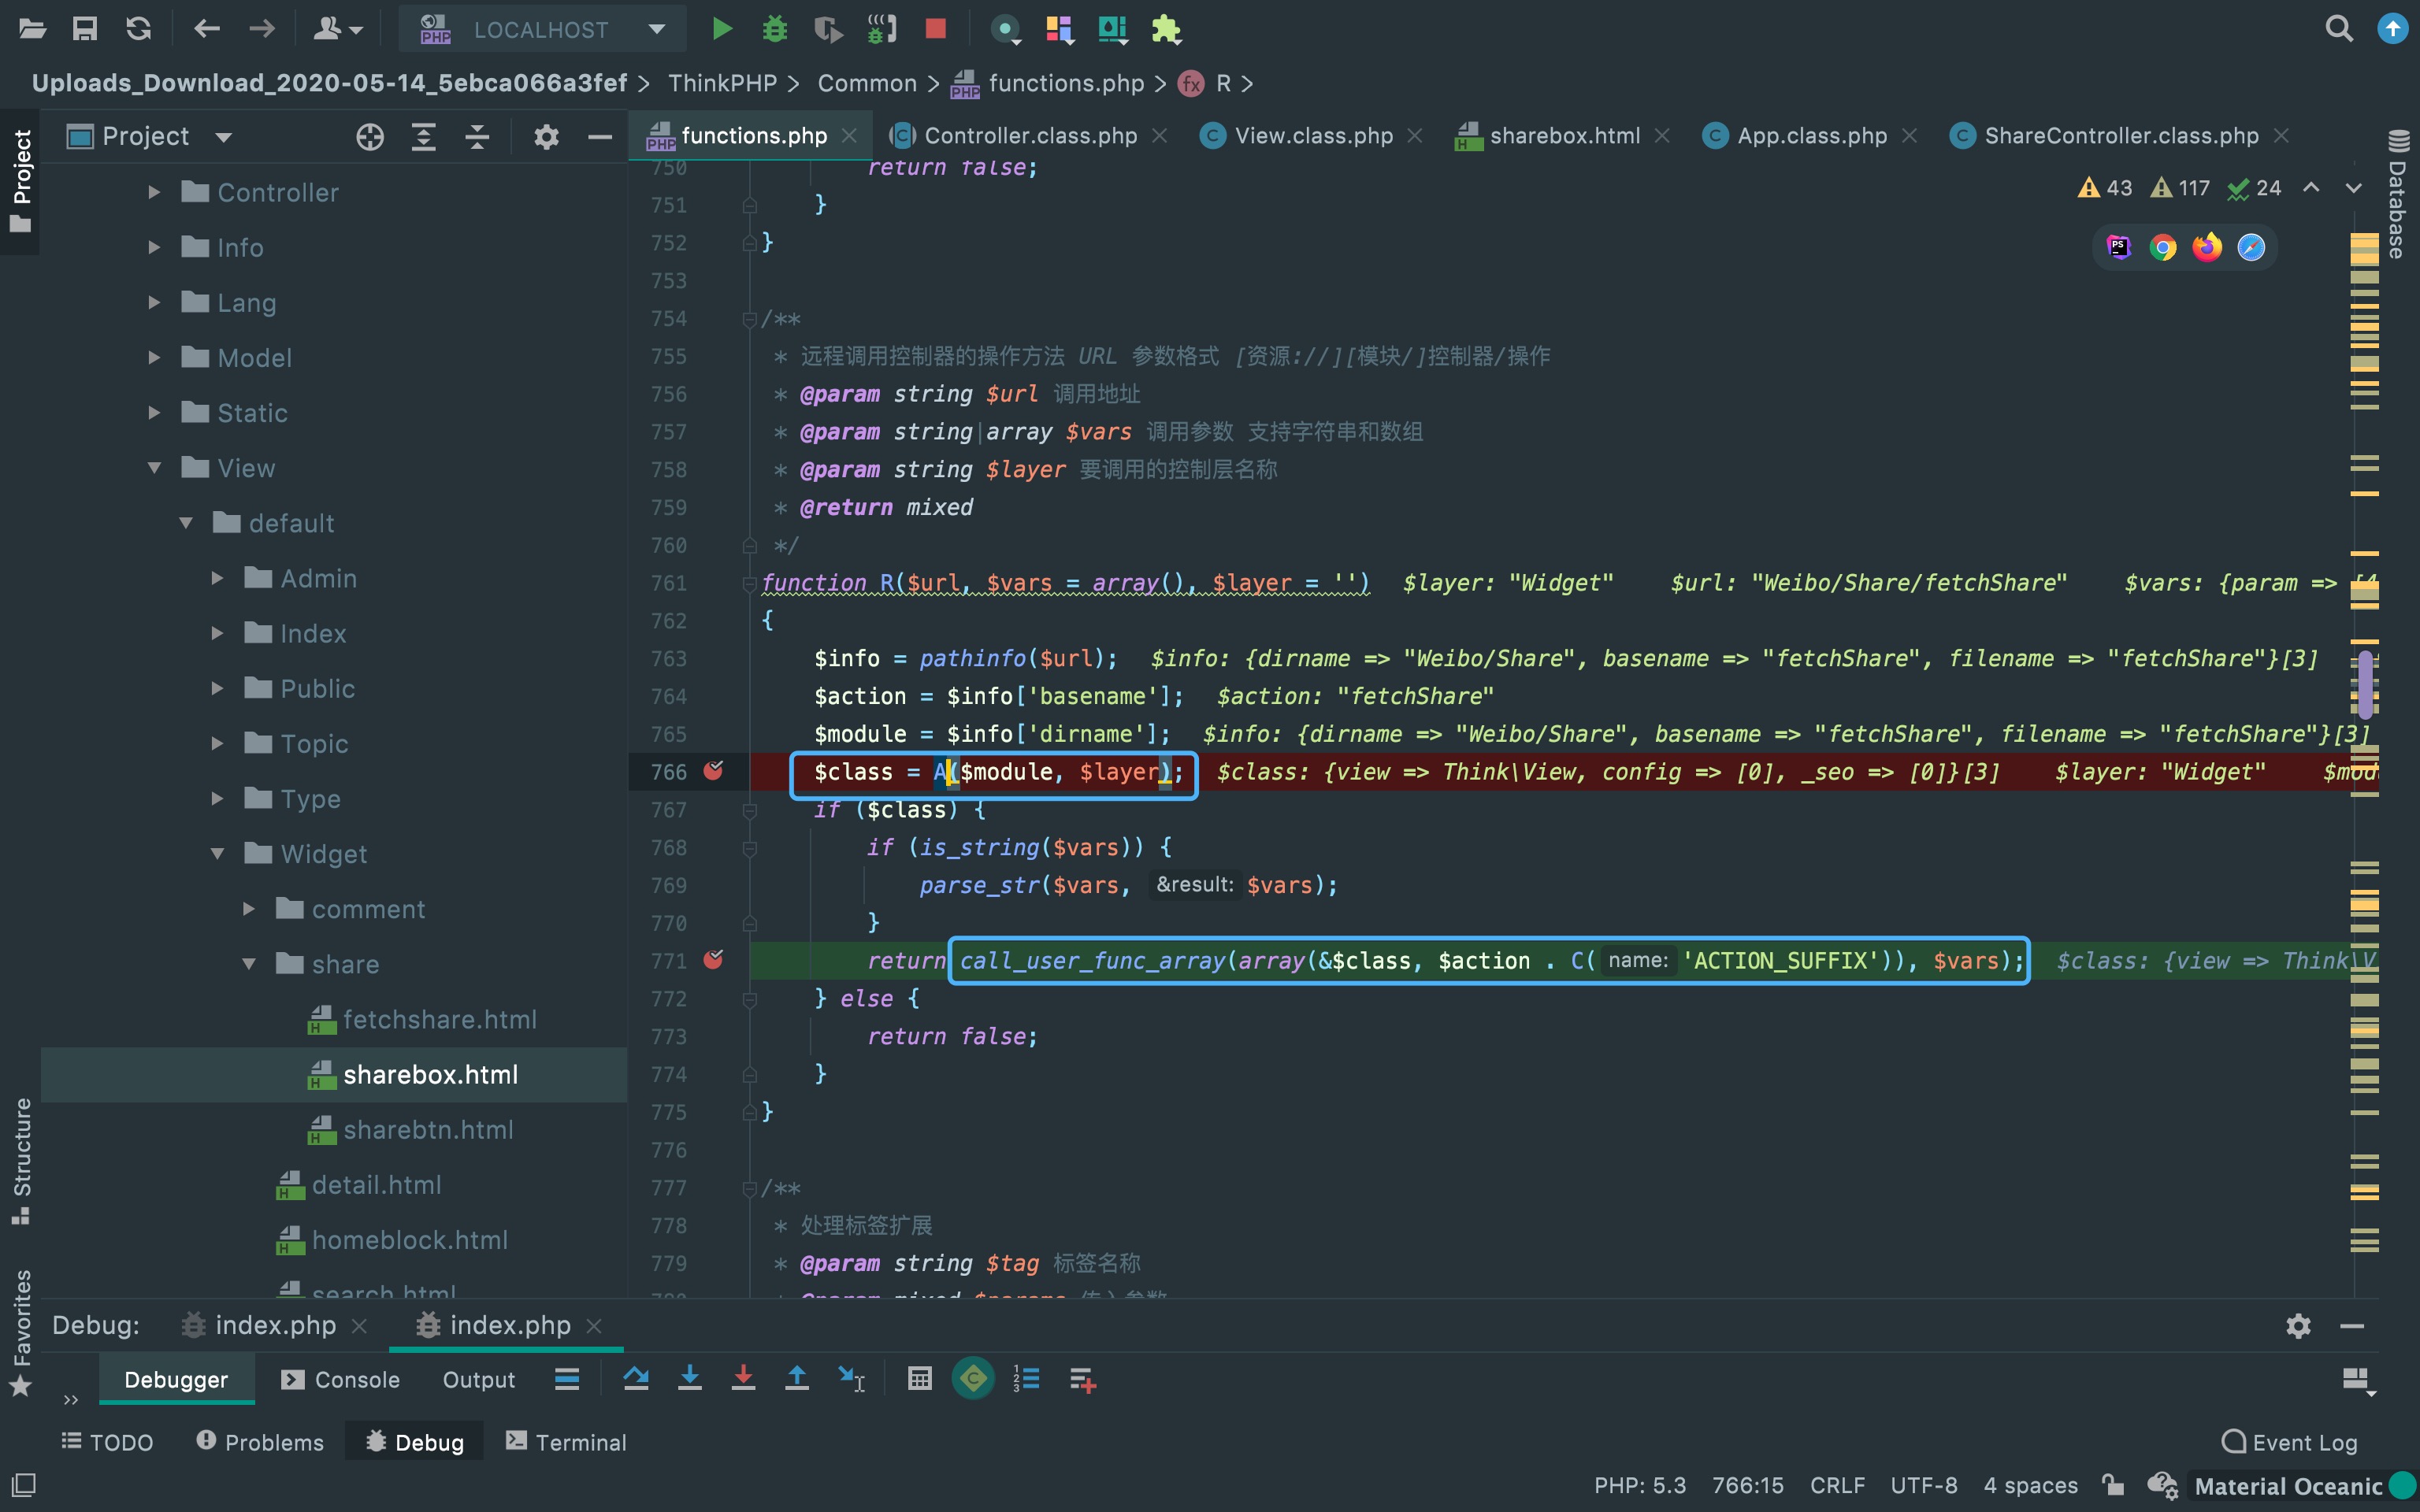 LOCALHOST
Uploads_Download_2020-05-14_5ebca066a3fef > ThinkPHP > Common > functions.php > R >
Project
Project
functions.php
Controller.class.php
View.class.php
sharebox.html
App.class.php
ShareController.class.php
Database
43 117 24
Controller
Info
Lang
Model
Static
View
default
Admin
Index
Public
Topic
Type
Widget
comment
share
fetchshare.html
sharebox.html
sharebtn.html
detail.html
homeblock.html
search.html
Structure
Favorites
750 return false;
751 }
752 }
753
754 /**
755 * 远程调用控制器的操作方法 URL 参数格式 [资源://][模块/]控制器/操作
756 * @param string $url 调用地址
757 * @param string|array $vars 调用参数 支持字符串和数组
758 * @param string $layer 要调用的控制层名称
759 * @return mixed
760 */
761 function R($url, $vars = array(), $layer = '') $layer: "Widget" $url: "Weibo/Share/fetchShare" $vars: {param => [4
762 {
763 $info = pathinfo($url); $info: {dirname => "Weibo/Share", basename => "fetchShare", filename => "fetchShare"}[3]
764 $action = $info['basename']; $action: "fetchShare"
765 $module = $info['dirname']; $info: {dirname => "Weibo/Share", basename => "fetchShare", filename => "fetchShare"}[3]
766 $class = A($module, $layer); $class: {view => Think\View, config => [0], _seo => [0]}[3] $layer: "Widget" $mod
767 if ($class) {
768 if (is_string($vars)) {
769 parse_str($vars, &result: $vars);
770 }
771 return call_user_func_array(array(&$class, $action . C( name: 'ACTION_SUFFIX')), $vars); $class: {view => Think\V
772 } else {
773 return false;
774 }
775 }
776
777 /**
778 * 处理标签扩展
779 * @param string $tag 标签名称
780 * @param mixed $params 传入参数
Debug: index.php index.php
Debugger Console Output
TODO Problems Debug Terminal Event Log
PHP: 5.3 766:15 CRLF UTF-8 4 spaces Material Oceanic